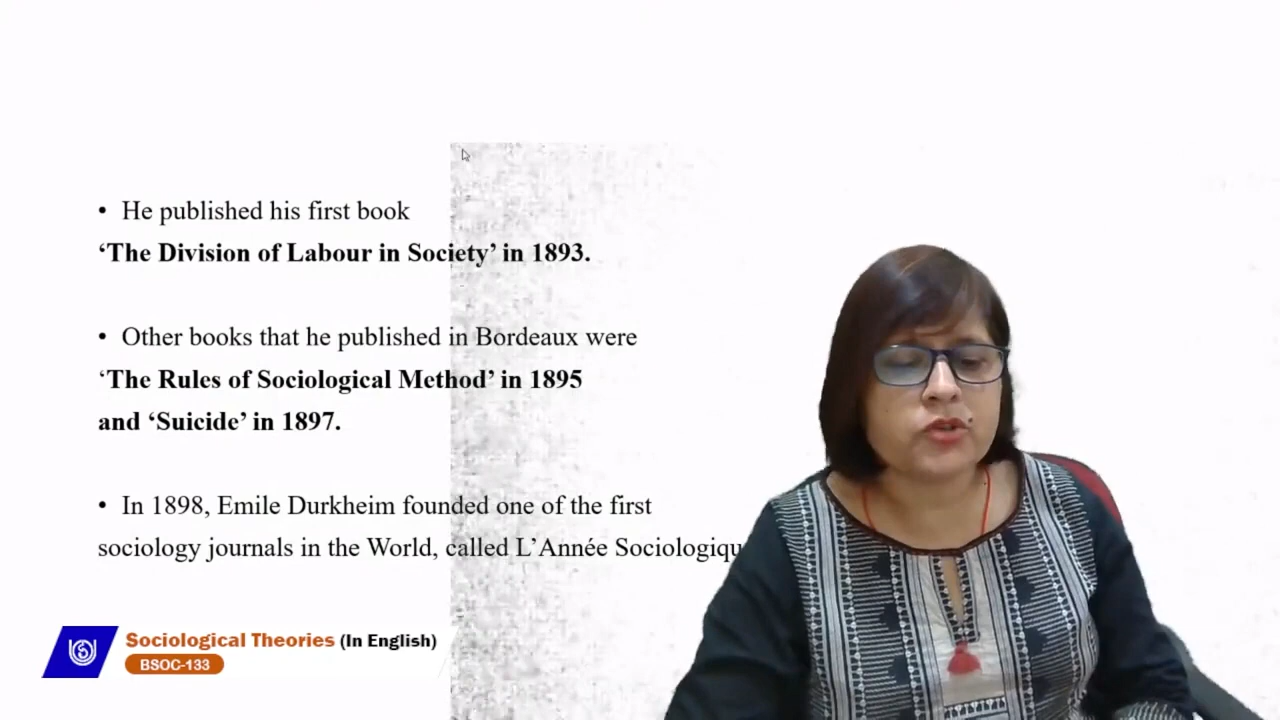 • He published his first book
‘The Division of Labour in Society’ in 1893.
• Other books that he published in Bordeaux were
‘The Rules of Sociological Method’ in 1895
and ‘Suicide’ in 1897.
• In 1898, Emile Durkheim founded one of the first
sociology journals in the World, called L’Année Sociologiqu
Sociological Theories (In English)
BSOC-133